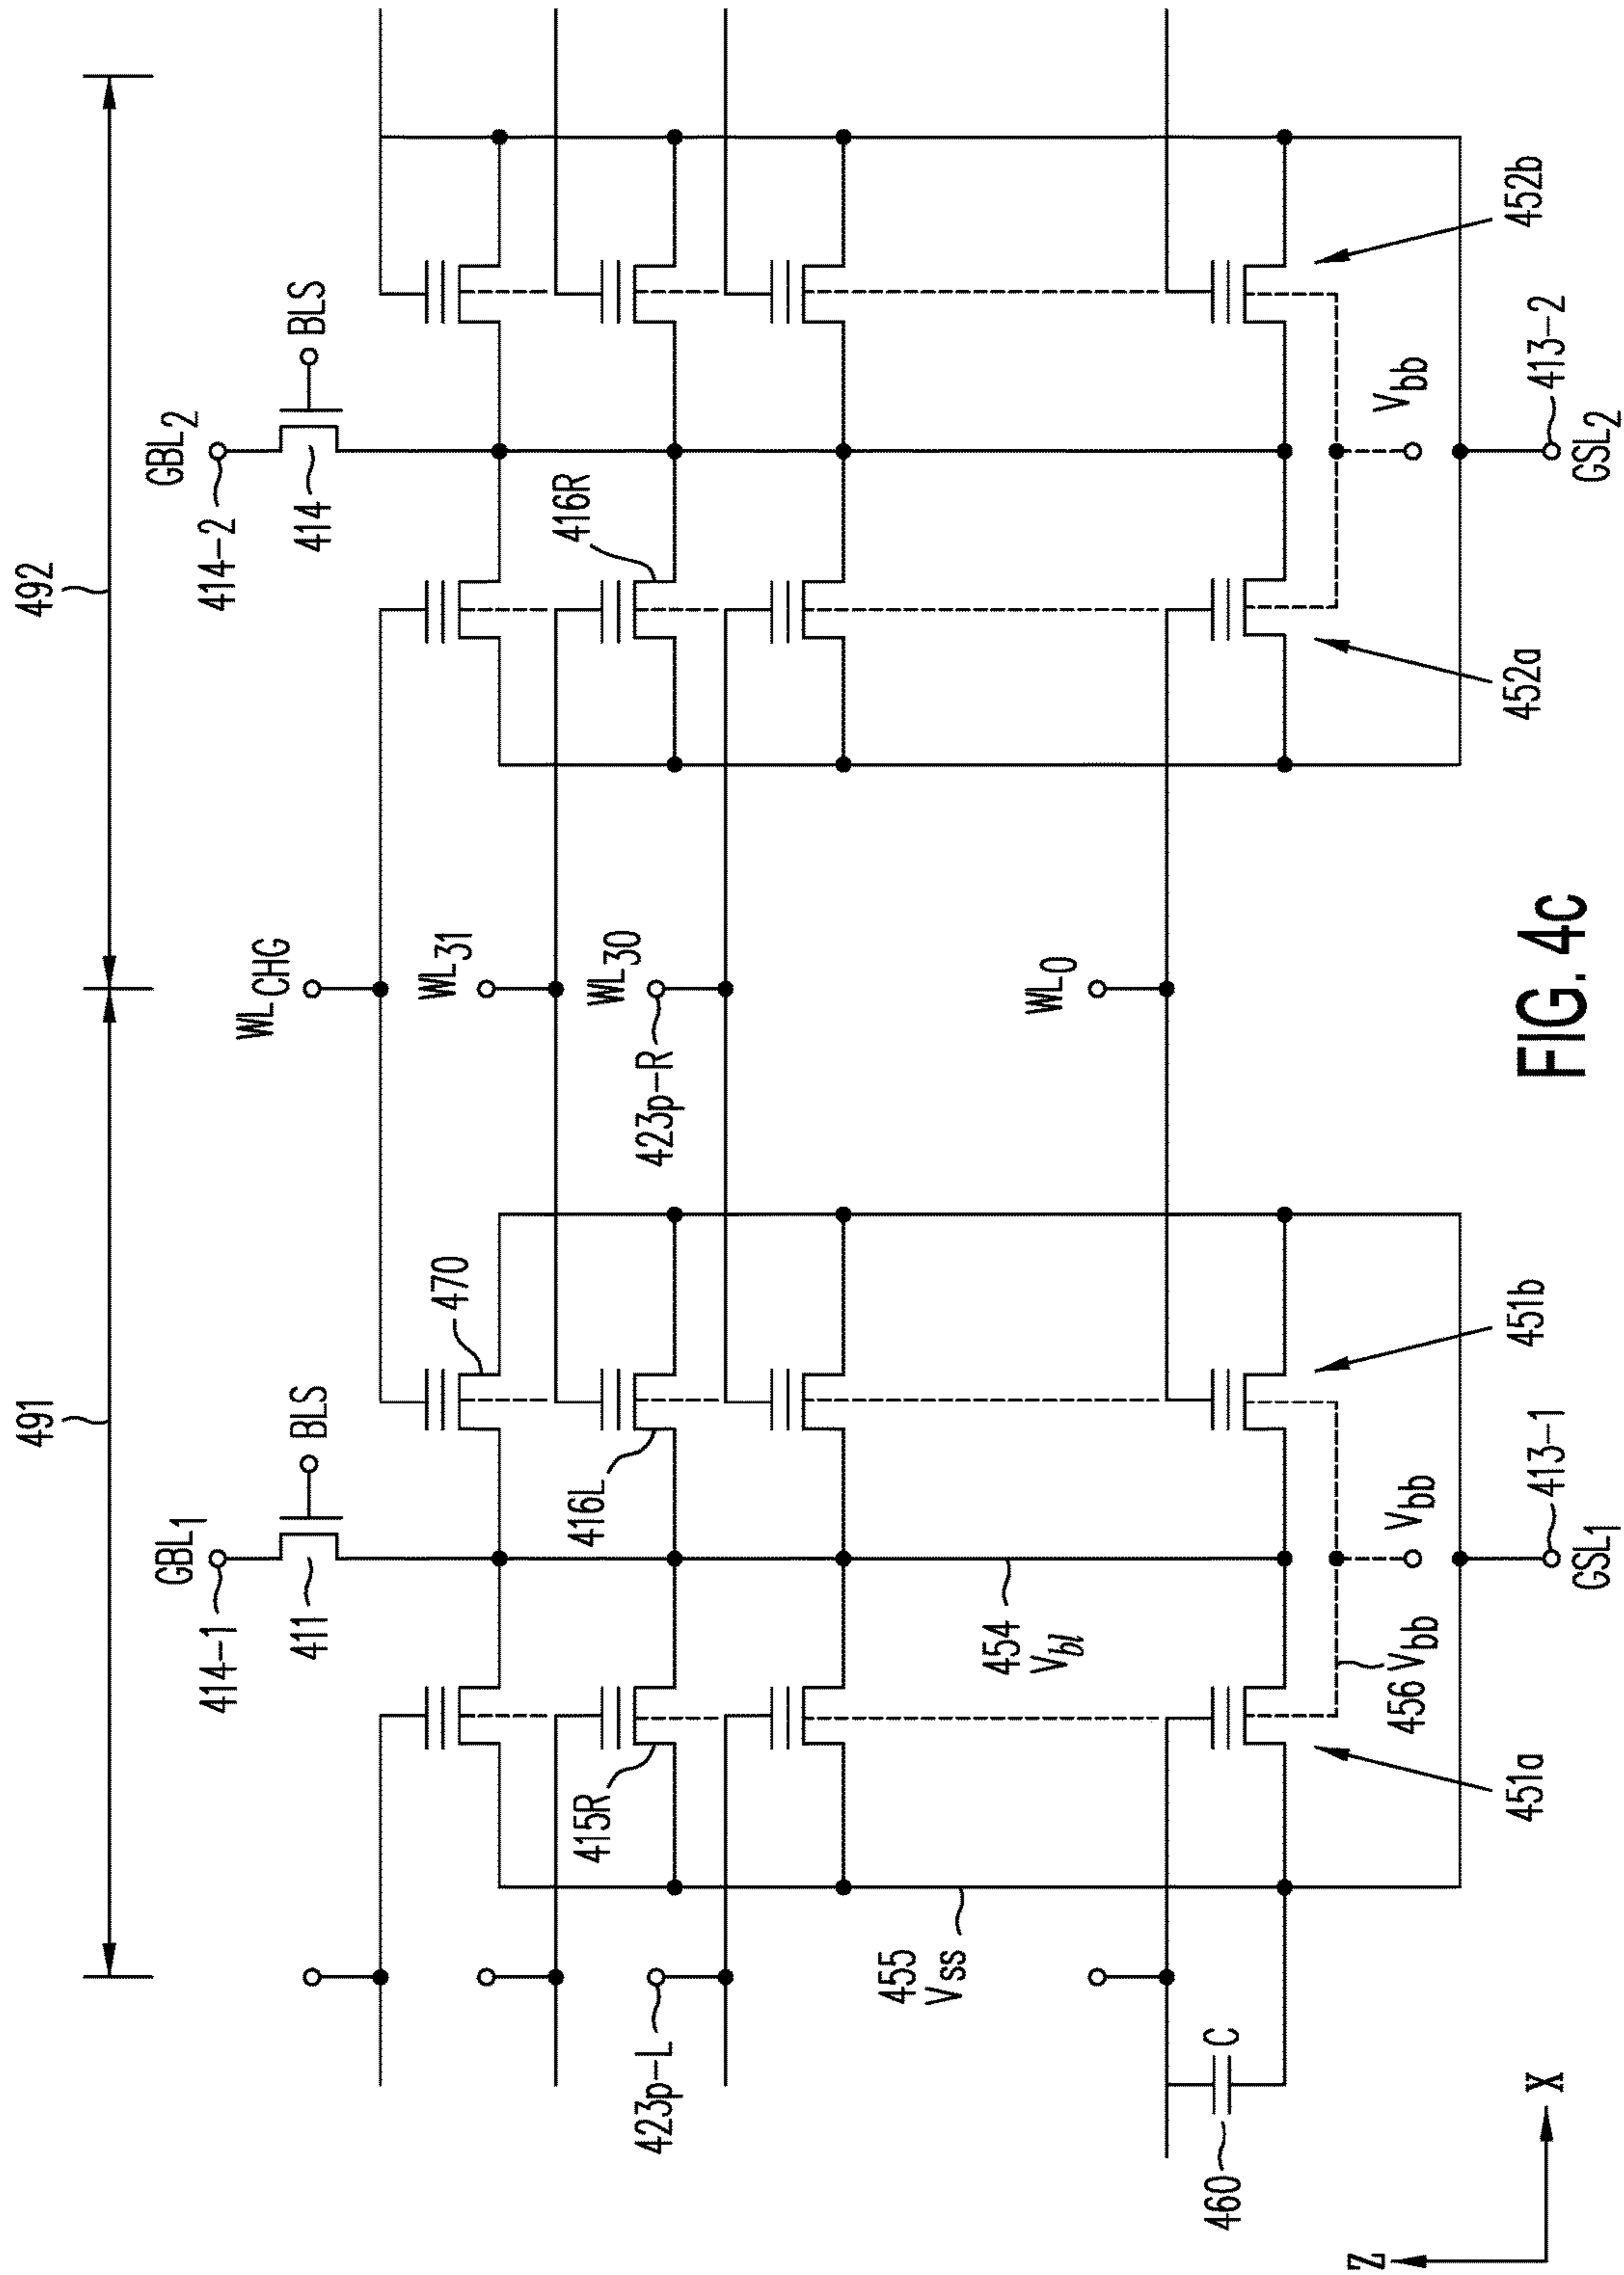 491
492
GBL1
414-1
BLS
411
GBL2
414-2
BLS
414
WLCHG
470
WL31
415R
416L
416R
WL30
423p-L
423p-R
455
Vss
454
Vbl
WL0
460
C
456 Vbb
Vbb
Vbb
451a
451b
452a
452b
GSL1
413-1
GSL2
413-2
Z
X
FIG. 4c